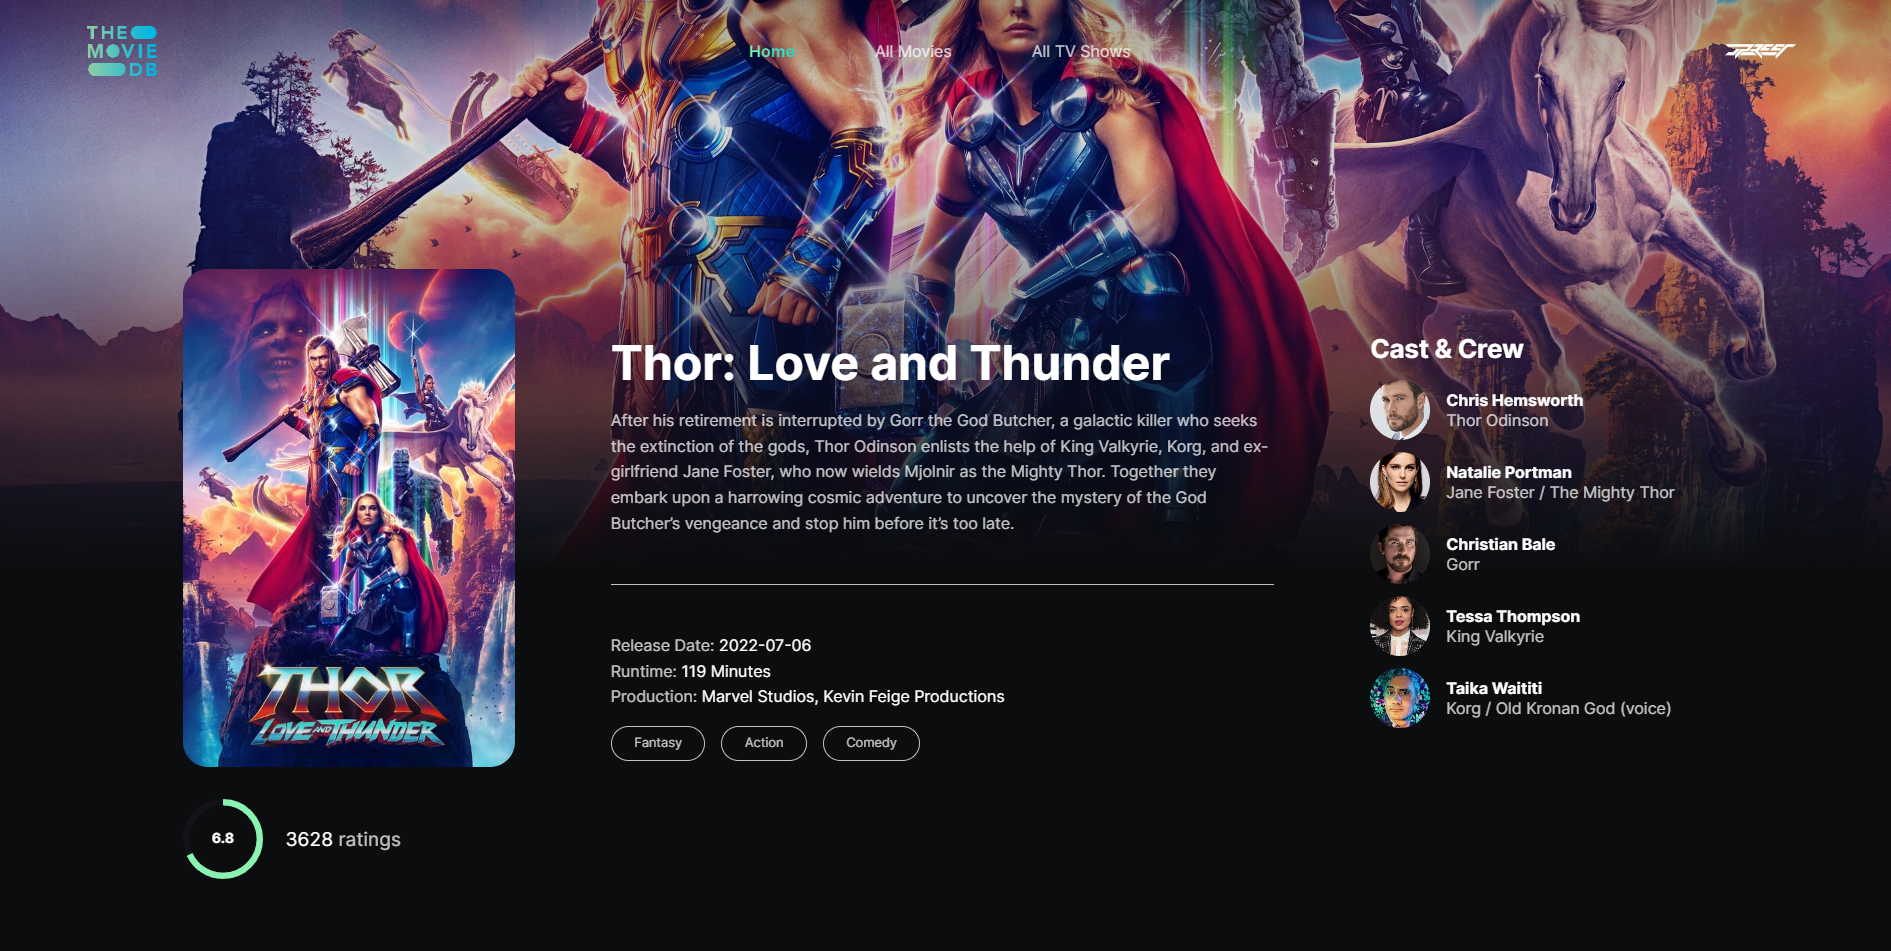 THE
MOVIE
DB
Home
All Movies
All TV Shows
Thor: Love and Thunder
After his retirement is interrupted by Gorr the God Butcher, a galactic killer who seeks
the extinction of the gods, Thor Odinson enlists the help of King Valkyrie, Korg, and ex-
girlfriend Jane Foster, who now wields Mjolnir as the Mighty Thor. Together they
embark upon a harrowing cosmic adventure to uncover the mystery of the God
Butcher’s vengeance and stop him before it’s too late.
Release Date: 2022-07-06
Runtime: 119 Minutes
Production: Marvel Studios, Kevin Feige Productions
Fantasy
Action
Comedy
Cast & Crew
Chris Hemsworth
Thor Odinson
Natalie Portman
Jane Foster / The Mighty Thor
Christian Bale
Gorr
Tessa Thompson
King Valkyrie
Taika Waititi
Korg / Old Kronan God (voice)
THOR
LOVE AND THUNDER
6.8
3628 ratings